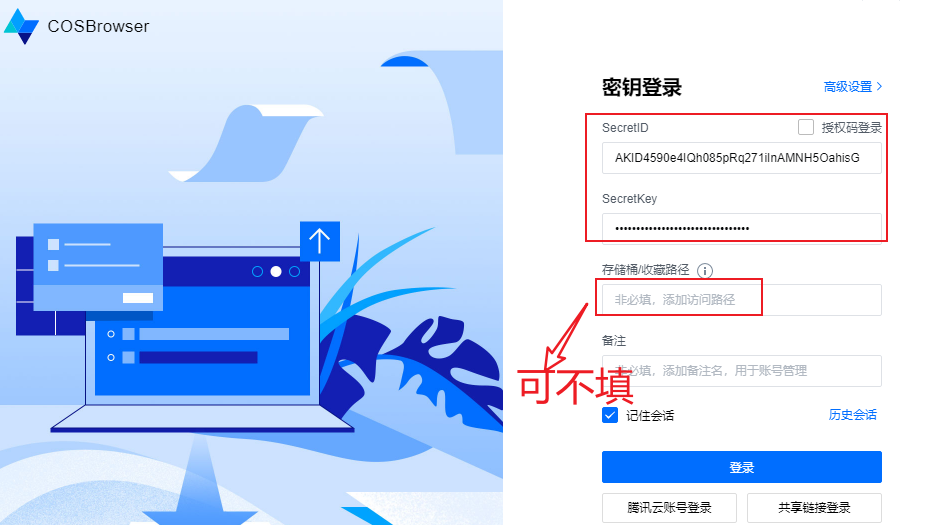 COSBrowser
密钥登录
高级设置 >
SecretID
授权码登录
AKID4590e4lQh085pRq271ilnAMNH5OahisG
SecretKey
••••••••••••••••••••••••••••••••
存储桶/收藏路径
非必填，添加访问路径
备注
非必填，添加备注名，用于账号管理
可不填
记住会话
历史会话
登录
腾讯云账号登录
共享链接登录